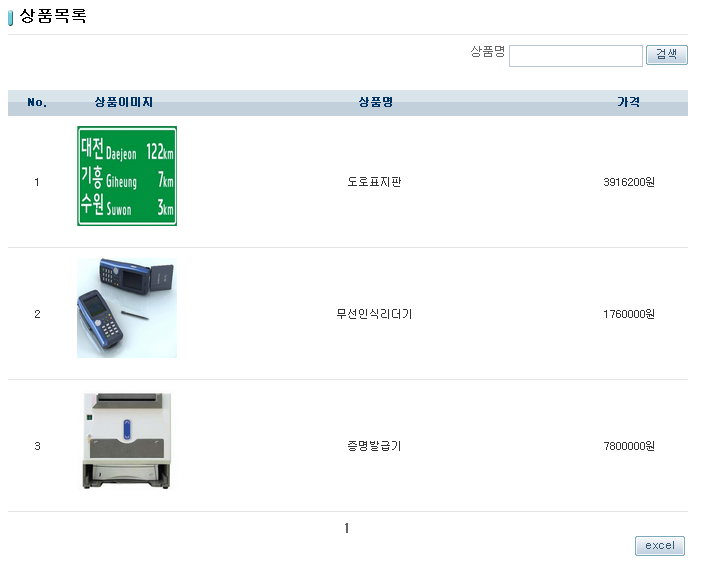 상품목록
상품명 검색
No. 상품이미지 상품명 가격
대전 Daejeon 122km
기흥 Giheung 7km
수원 Suwon 3km
1 도로표지판 3916200원
2 무선인식리더기 1760000원
3 증명발급기 7800000원
1
excel